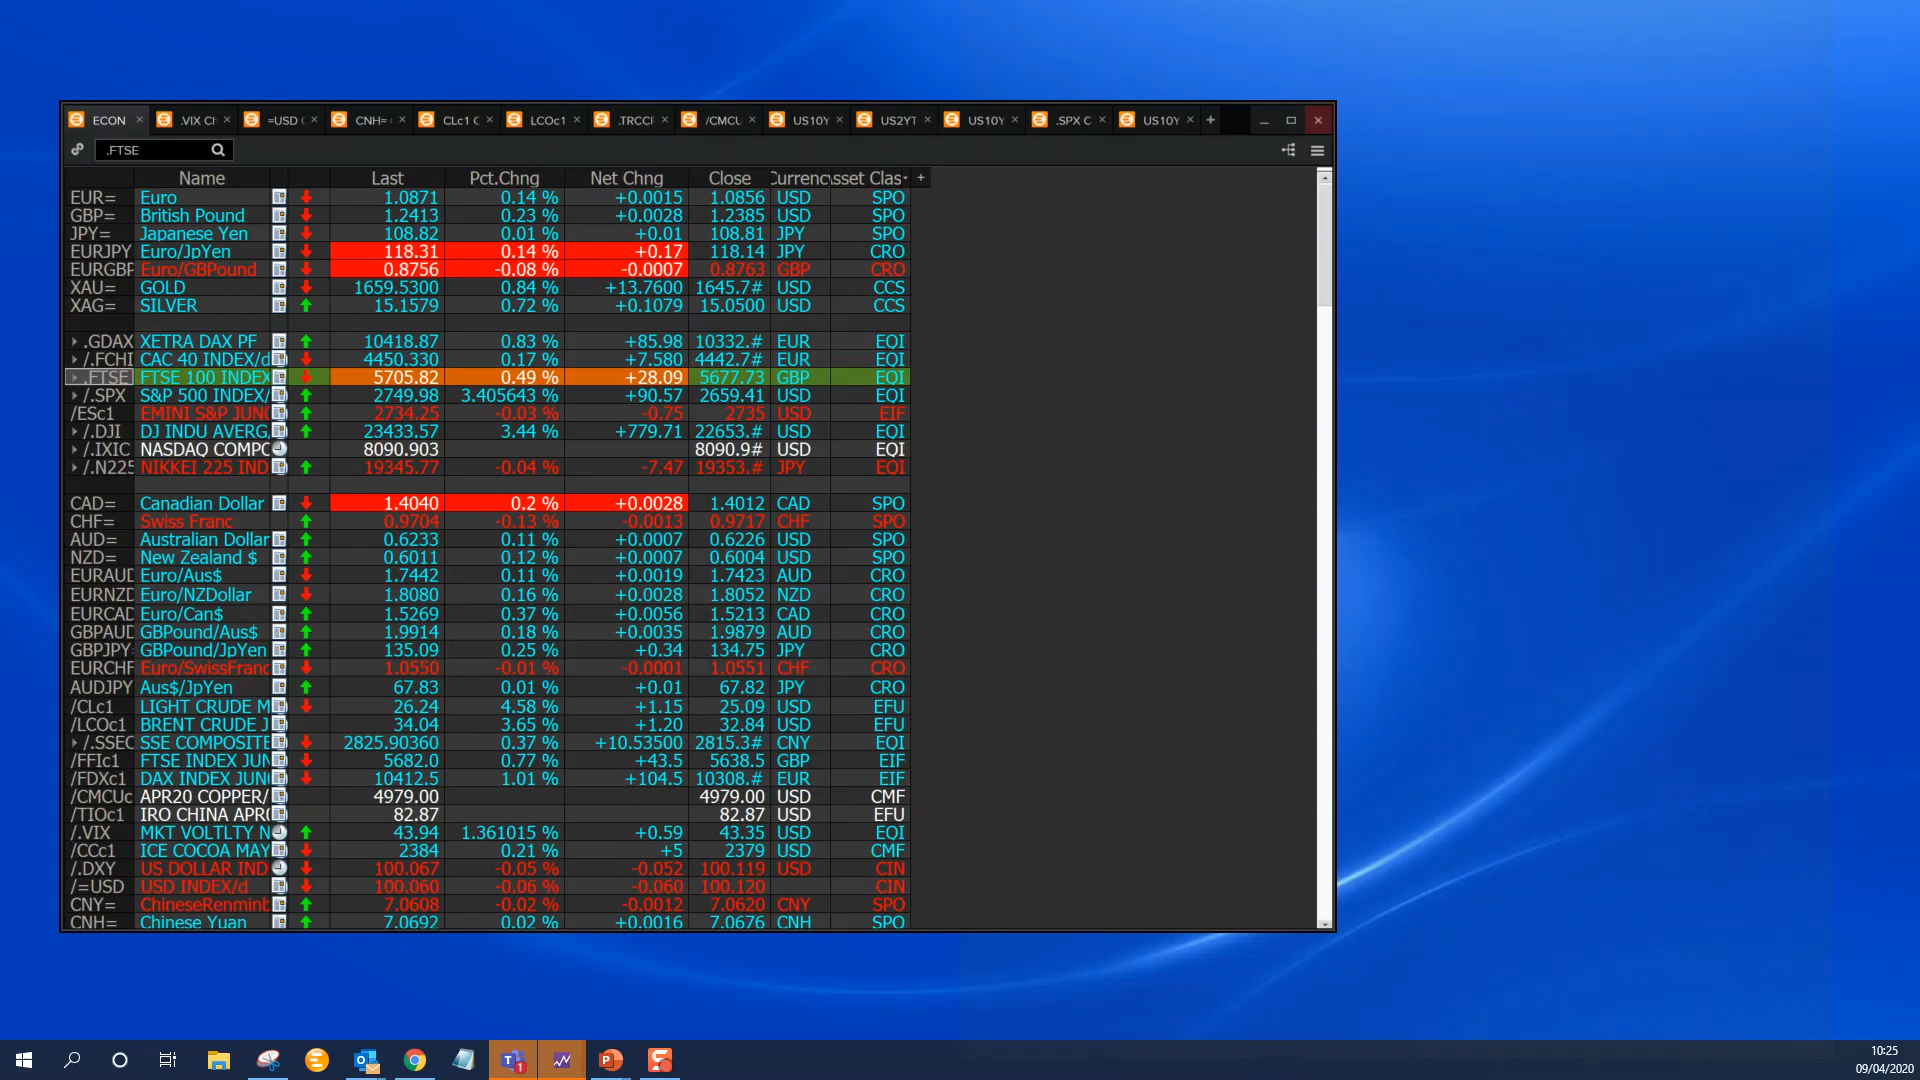 ECON .VIX Ch =USD CNH= CLc1 C LCOc1 .TRCCF /CMCU US10Y US2YT US10Y .SPX C US10Y
.FTSE
Name Last Pct.Chng Net Chng Close Currency Asset Clas
EUR= Euro 1.0871 0.14 % +0.0015 1.0856 USD SPO
GBP= British Pound 1.2413 0.23 % +0.0028 1.2385 USD SPO
JPY= Japanese Yen 108.82 0.01 % +0.01 108.81 JPY SPO
EURJPY Euro/JpYen 118.31 0.14 % +0.17 118.14 JPY CRO
EURGBP Euro/GBPound 0.8756 -0.08 % -0.0007 0.8763 GBP CRO
XAU= GOLD 1659.5300 0.84 % +13.7600 1645.7# USD CCS
XAG= SILVER 15.1579 0.72 % +0.1079 15.0500 USD CCS
.GDAX XETRA DAX PF 10418.87 0.83 % +85.98 10332.# EUR EQI
/.FCHI CAC 40 INDEX/d 4450.330 0.17 % +7.580 4442.7# EUR EQI
.FTSE FTSE 100 INDEX 5705.82 0.49 % +28.09 5677.73 GBP EQI
/.SPX S&P 500 INDEX/ 2749.98 3.405643 % +90.57 2659.41 USD EQI
/ESc1 EMINI S&P JUN 2734.25 -0.03 % -0.75 2735 USD EIF
/.DJI DJ INDU AVERG/ 23433.57 3.44 % +779.71 22653.# USD EQI
/.IXIC NASDAQ COMPO 8090.903 8090.9# USD EQI
/.N225 NIKKEI 225 IND 19345.77 -0.04 % -7.47 19353.# JPY EQI
CAD= Canadian Dollar 1.4040 0.2 % +0.0028 1.4012 CAD SPO
CHF= Swiss Franc 0.9704 -0.13 % -0.0013 0.9717 CHF SPO
AUD= Australian Dollar 0.6233 0.11 % +0.0007 0.6226 USD SPO
NZD= New Zealand $ 0.6011 0.12 % +0.0007 0.6004 USD SPO
EURAUD Euro/Aus$ 1.7442 0.11 % +0.0019 1.7423 AUD CRO
EURNZD Euro/NZDollar 1.8080 0.16 % +0.0028 1.8052 NZD CRO
EURCAD Euro/Can$ 1.5269 0.37 % +0.0056 1.5213 CAD CRO
GBPAUD GBPound/Aus$ 1.9914 0.18 % +0.0035 1.9879 AUD CRO
GBPJPY= GBPound/JpYen 135.09 0.25 % +0.34 134.75 JPY CRO
EURCHF Euro/SwissFranc 1.0550 -0.01 % -0.0001 1.0551 CHF CRO
AUDJPY Aus$/JpYen 67.83 0.01 % +0.01 67.82 JPY CRO
/CLc1 LIGHT CRUDE M 26.24 4.58 % +1.15 25.09 USD EFU
/LCOc1 BRENT CRUDE J 34.04 3.65 % +1.20 32.84 USD EFU
/.SSEC SSE COMPOSITE 2825.90360 0.37 % +10.53500 2815.3# CNY EQI
/FFIc1 FTSE INDEX JUN 5682.0 0.77 % +43.5 5638.5 GBP EIF
/FDXc1 DAX INDEX JUN 10412.5 1.01 % +104.5 10308.# EUR EIF
/CMCUc APR20 COPPER/ 4979.00 4979.00 USD CMF
/TIOc1 IRO CHINA APR 82.87 82.87 USD EFU
/.VIX MKT VOLTLTY N 43.94 1.361015 % +0.59 43.35 USD EQI
/CCc1 ICE COCOA MAY 2384 0.21 % +5 2379 USD CMF
/.DXY US DOLLAR IND 100.067 -0.05 % -0.052 100.119 USD CIN
/=USD USD INDEX/d 100.060 -0.06 % -0.060 100.120 CIN
CNY= ChineseRenminb 7.0608 -0.02 % -0.0012 7.0620 CNY SPO
CNH= Chinese Yuan 7.0692 0.02 % +0.0016 7.0676 CNH SPO
10:25
09/04/2020